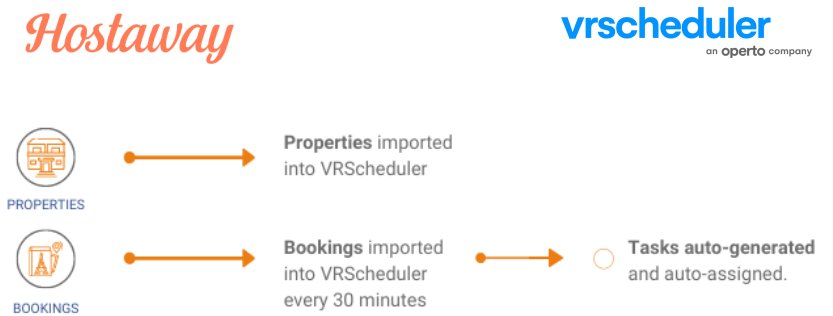 Hostaway
vrscheduler
an operto company
Properties imported
into VRScheduler
PROPERTIES
Bookings imported
into VRScheduler
every 30 minutes
Tasks auto-generated
and auto-assigned.
BOOKINGS